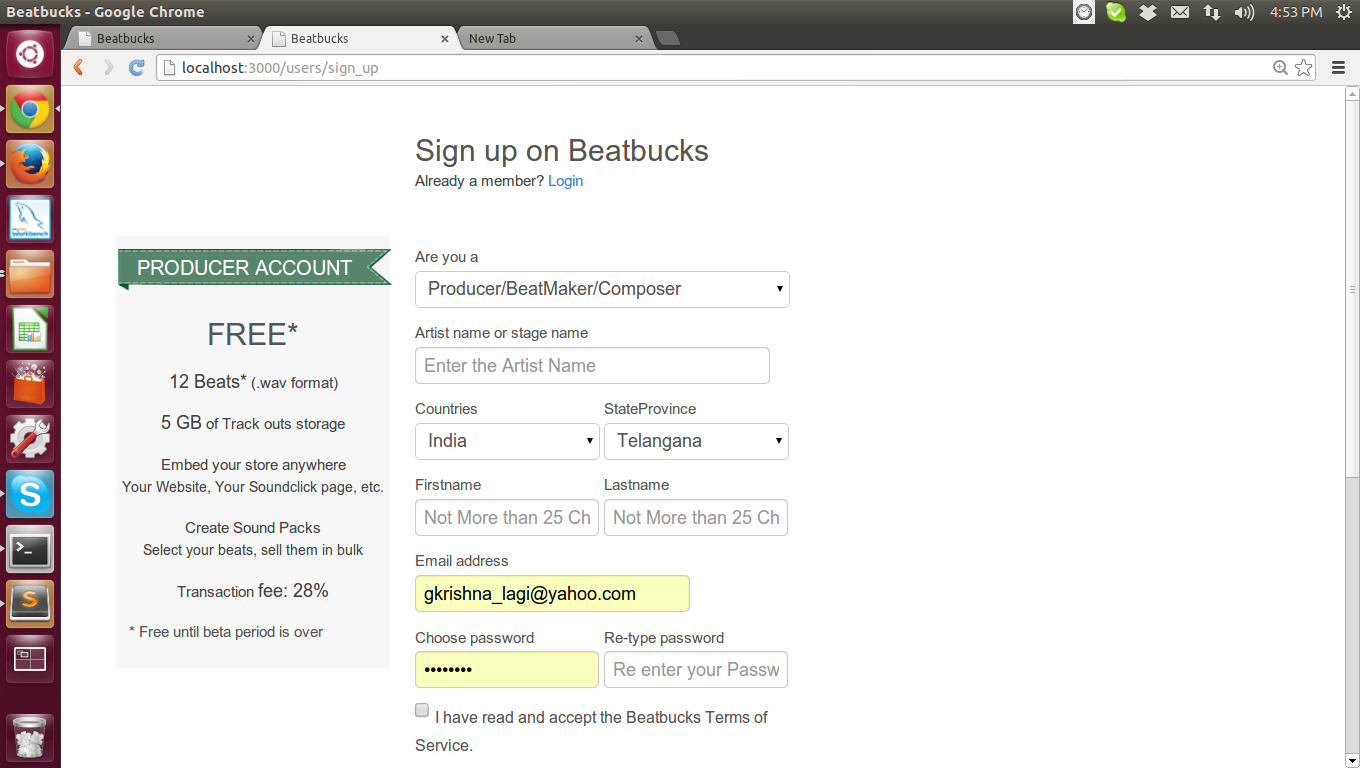 Beatbucks - Google Chrome
4:53 PM
Beatbucks
Beatbucks
New Tab
localhost:3000/users/sign_up
Sign up on Beatbucks
Already a member? Login
PRODUCER ACCOUNT
FREE*
12 Beats* (.wav format)
5 GB of Track outs storage
Embed your store anywhere
Your Website, Your Soundclick page, etc.
Create Sound Packs
Select your beats, sell them in bulk
Transaction fee: 28%
* Free until beta period is over
Are you a
Producer/BeatMaker/Composer
Artist name or stage name
Enter the Artist Name
Countries StateProvince
India Telangana
Firstname Lastname
Not More than 25 Ch Not More than 25 Ch
Email address
gkrishna_lagi@yahoo.com
Choose password Re-type password
•••••••• Re enter your Passw
I have read and accept the Beatbucks Terms of
Service.